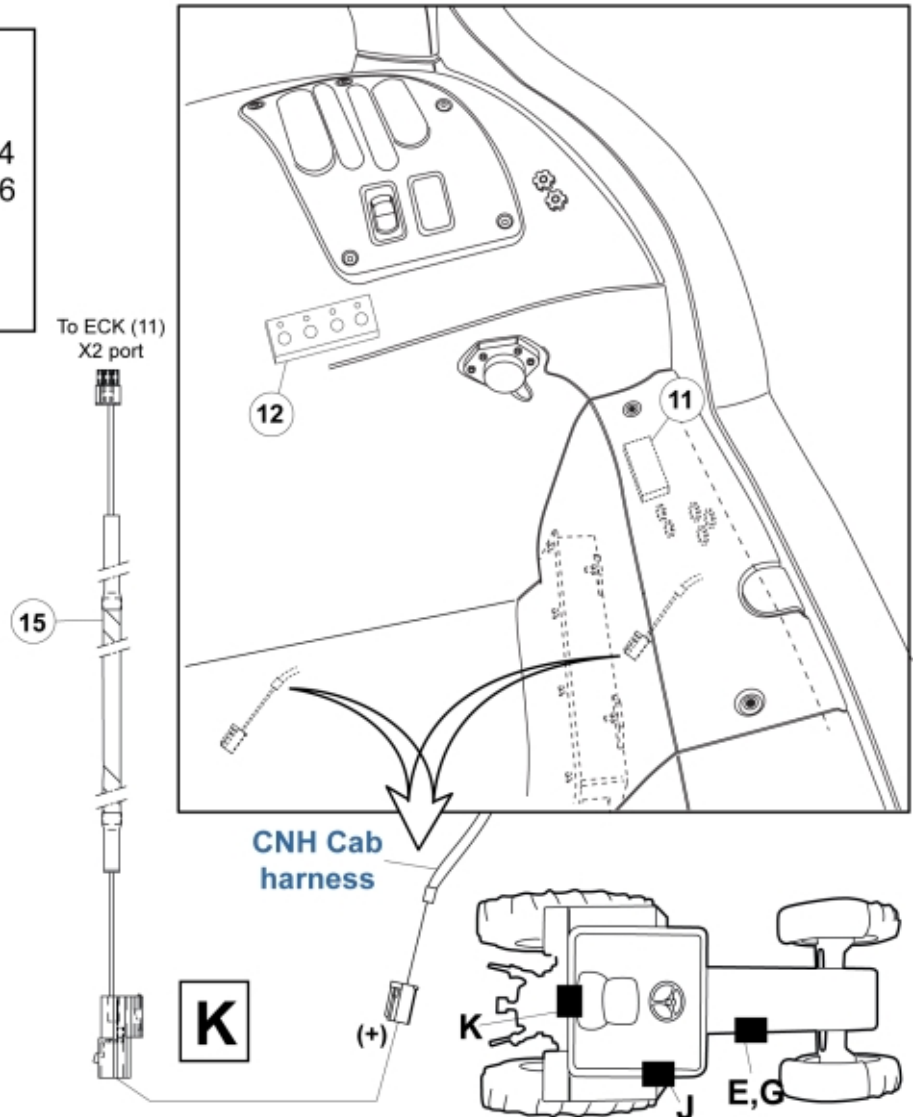 4
6
To ECK (11)
X2 port
12
11
15
CNH Cab
harness
K
(+)
K
J
E,G